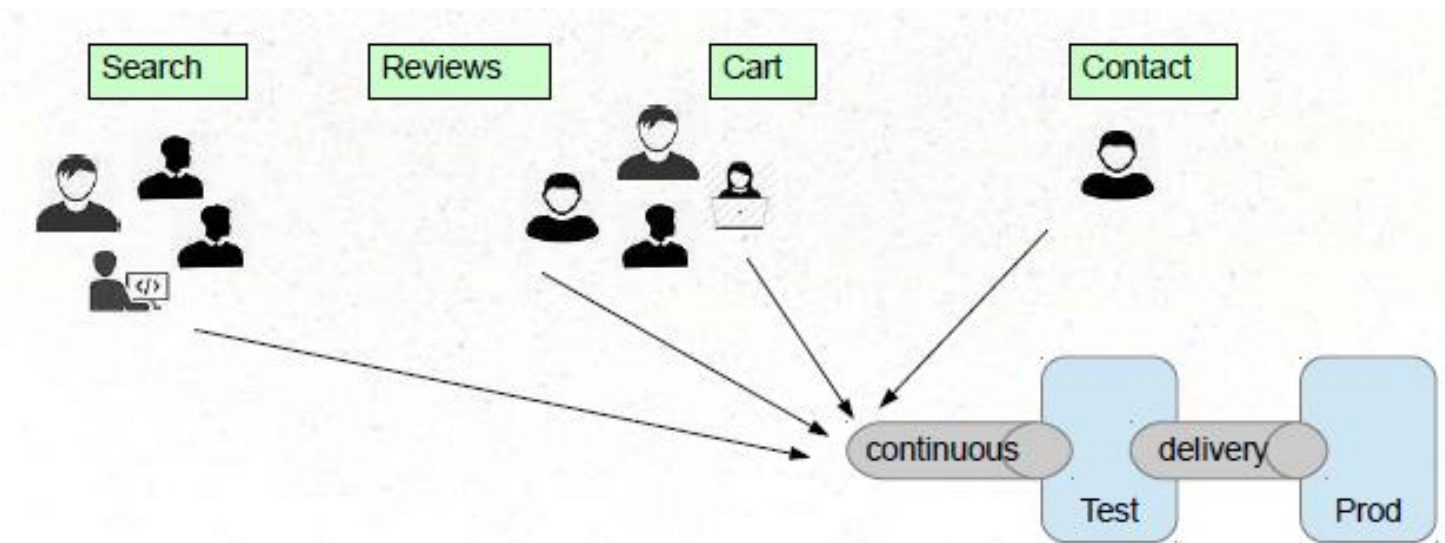 Search
Reviews
Cart
Contact
</>
continuous
delivery
Test
Prod